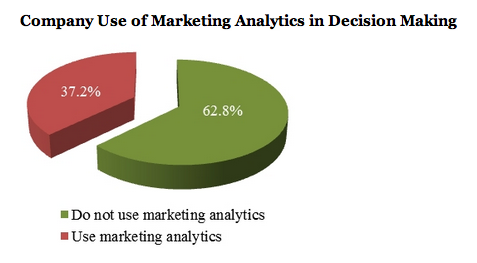 Company Use of Marketing Analytics in Decision Making
37.2%
62.8%
Do not use marketing analytics
Use marketing analytics